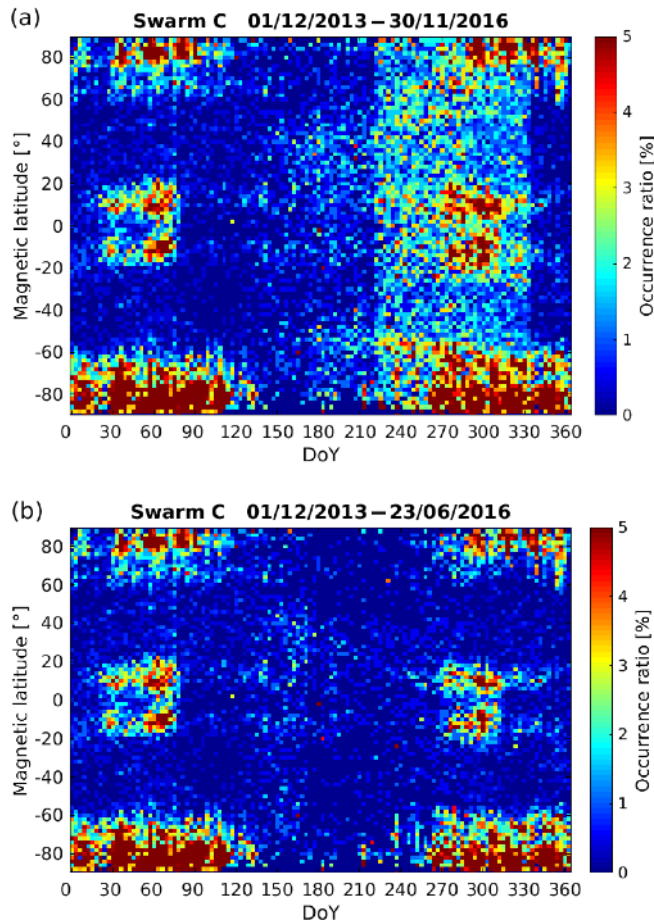 (a)
Swarm C 01/12/2013−30/11/2016
80
60
40
20
0
-20
-40
-60
-80
Magnetic latitude [°]
0 30 60 90 120 150 180 210 240 270 300 330 360
DoY
5
4
3
2
1
0
Occurrence ratio [%]
(b)
Swarm C 01/12/2013−23/06/2016
80
60
40
20
0
-20
-40
-60
-80
Magnetic latitude [°]
0 30 60 90 120 150 180 210 240 270 300 330 360
DoY
5
4
3
2
1
0
Occurrence ratio [%]